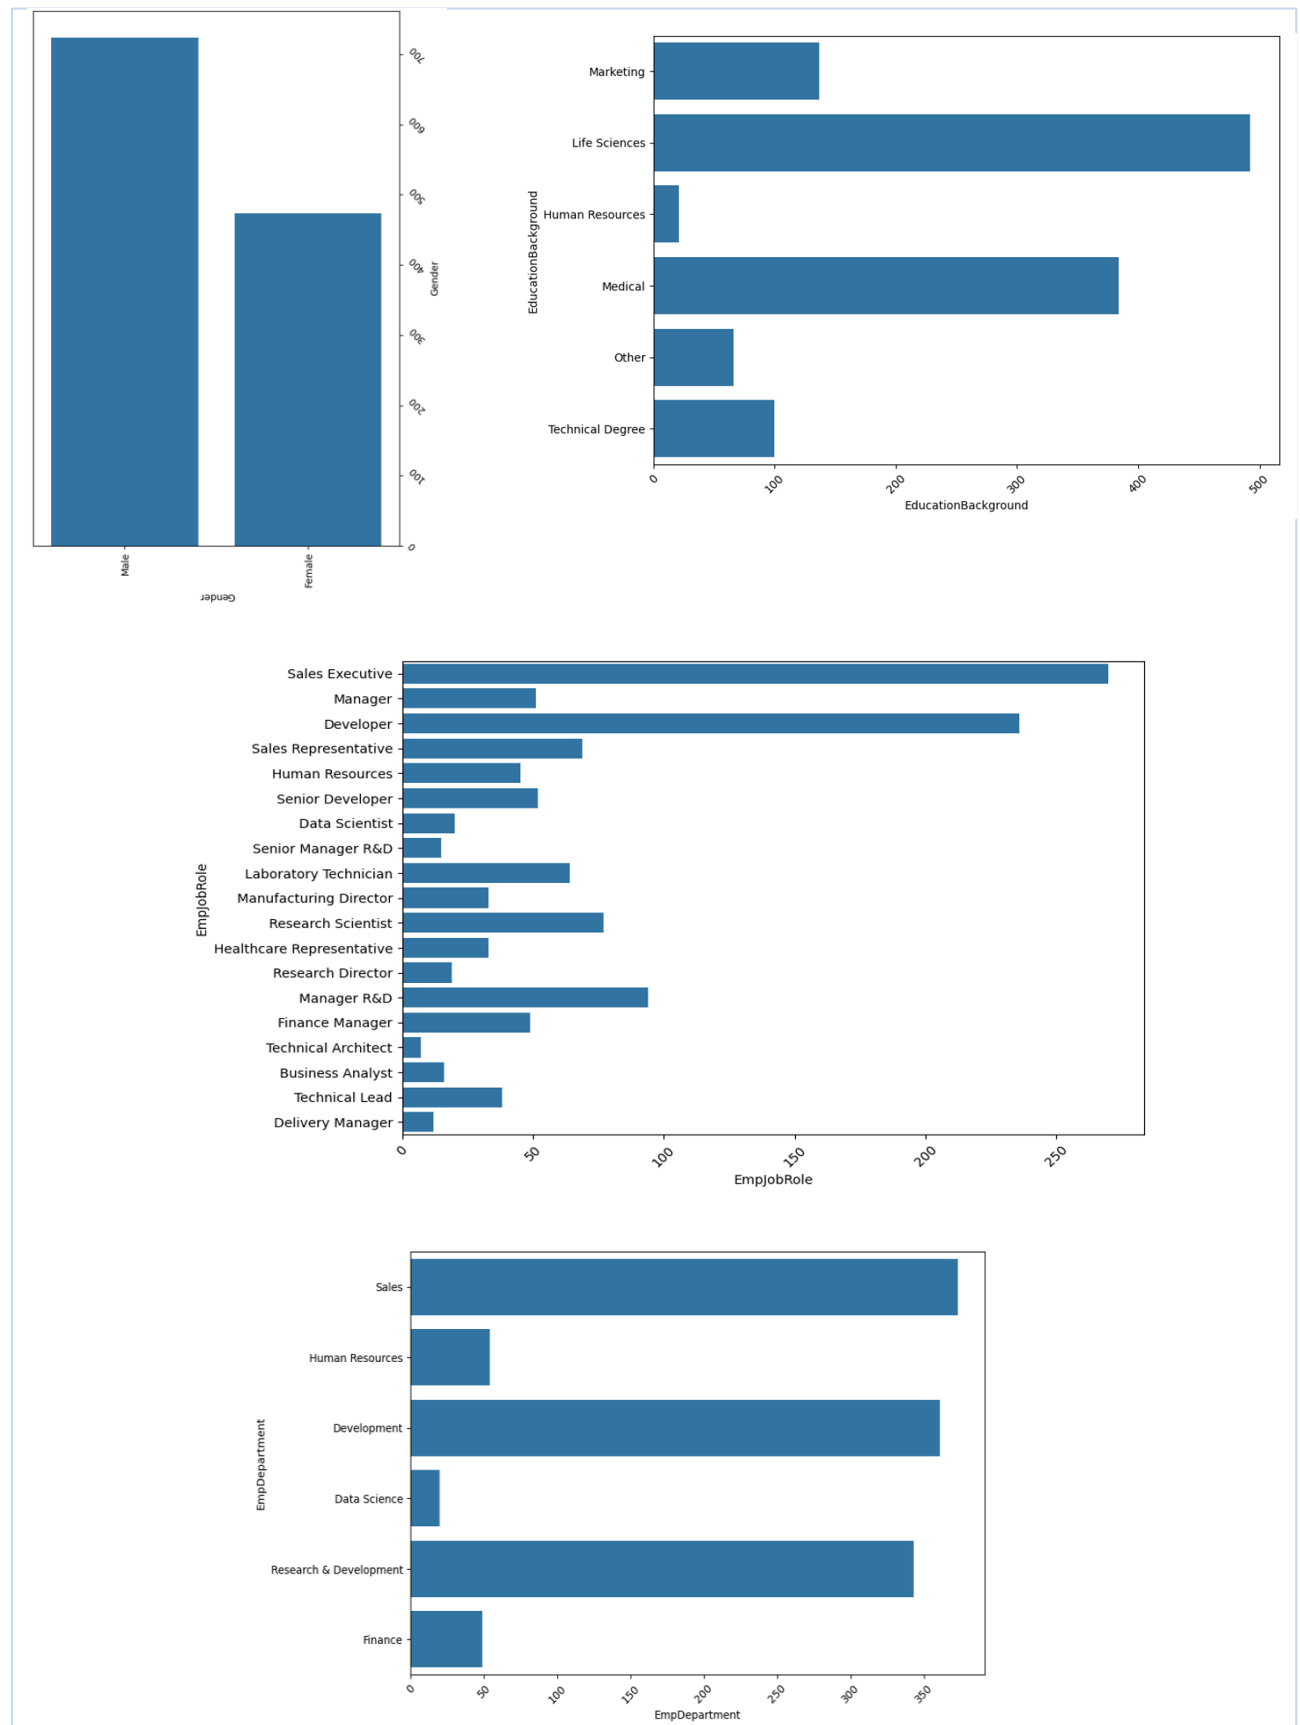 700
600
500
400
300
200
100
0
Gender
Male
Female
Gender
Marketing
Life Sciences
Human Resources
Medical
Other
Technical Degree
EducationBackground
0 100 200 300 400 500
EducationBackground
Sales Executive
Manager
Developer
Sales Representative
Human Resources
Senior Developer
Data Scientist
Senior Manager R&D
Laboratory Technician
Manufacturing Director
Research Scientist
Healthcare Representative
Research Director
Manager R&D
Finance Manager
Technical Architect
Business Analyst
Technical Lead
Delivery Manager
EmpJobRole
0 50 100 150 200 250
EmpJobRole
Sales
Human Resources
Development
Data Science
Research & Development
Finance
EmpDepartment
0 50 100 150 200 250 300 350
EmpDepartment